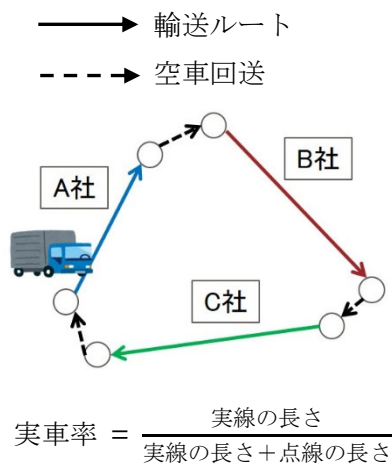 輸送ルート
空車回送
A社
B社
C社
実車率 = 実線の長さ
実線の長さ＋点線の長さ